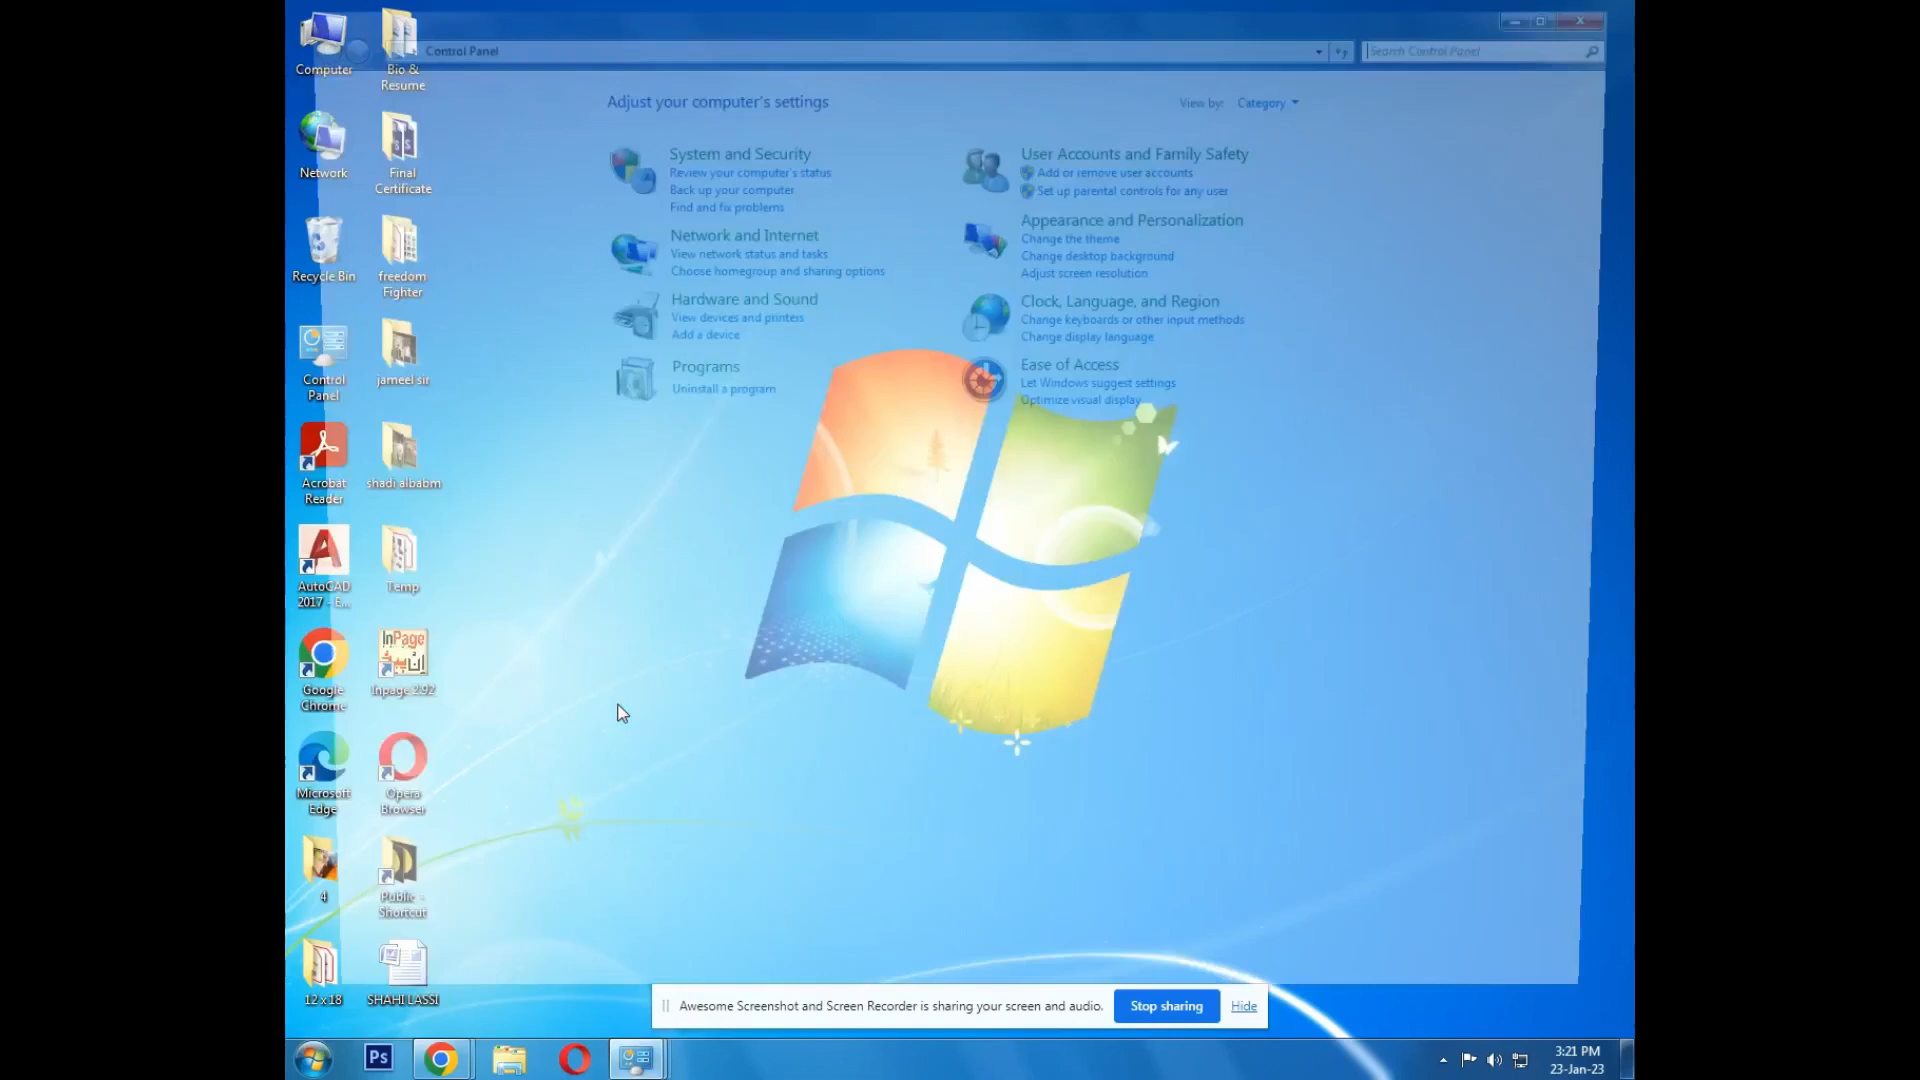 Control Panel
Search Control Panel
Adjust your computer's settings
View by: Category
System and Security
Review your computer's status
Back up your computer
Find and fix problems
Network and Internet
View network status and tasks
Choose homegroup and sharing options
Hardware and Sound
View devices and printers
Add a device
Programs
Uninstall a program
User Accounts and Family Safety
Add or remove user accounts
Set up parental controls for any user
Appearance and Personalization
Change the theme
Change desktop background
Adjust screen resolution
Clock, Language, and Region
Change keyboards or other input methods
Change display language
Ease of Access
Let Windows suggest settings
Optimize visual display
Computer
Network
Recycle Bin
Control
Panel
Acrobat
Reader
AutoCAD
2017 - E...
Google
Chrome
Microsoft
Edge
4
12 x 18
Bio &
Resume
Final
Certificate
freedom
Fighter
jameel sir
shadi albabm
Temp
InPage
ان پیج
Inpage 2.92
Opera
Browser
Public -
Shortcut
SHAHI LASSI
Awesome Screenshot and Screen Recorder is sharing your screen and audio.
Stop sharing
Hide
Ps
3:21 PM
23-Jan-23